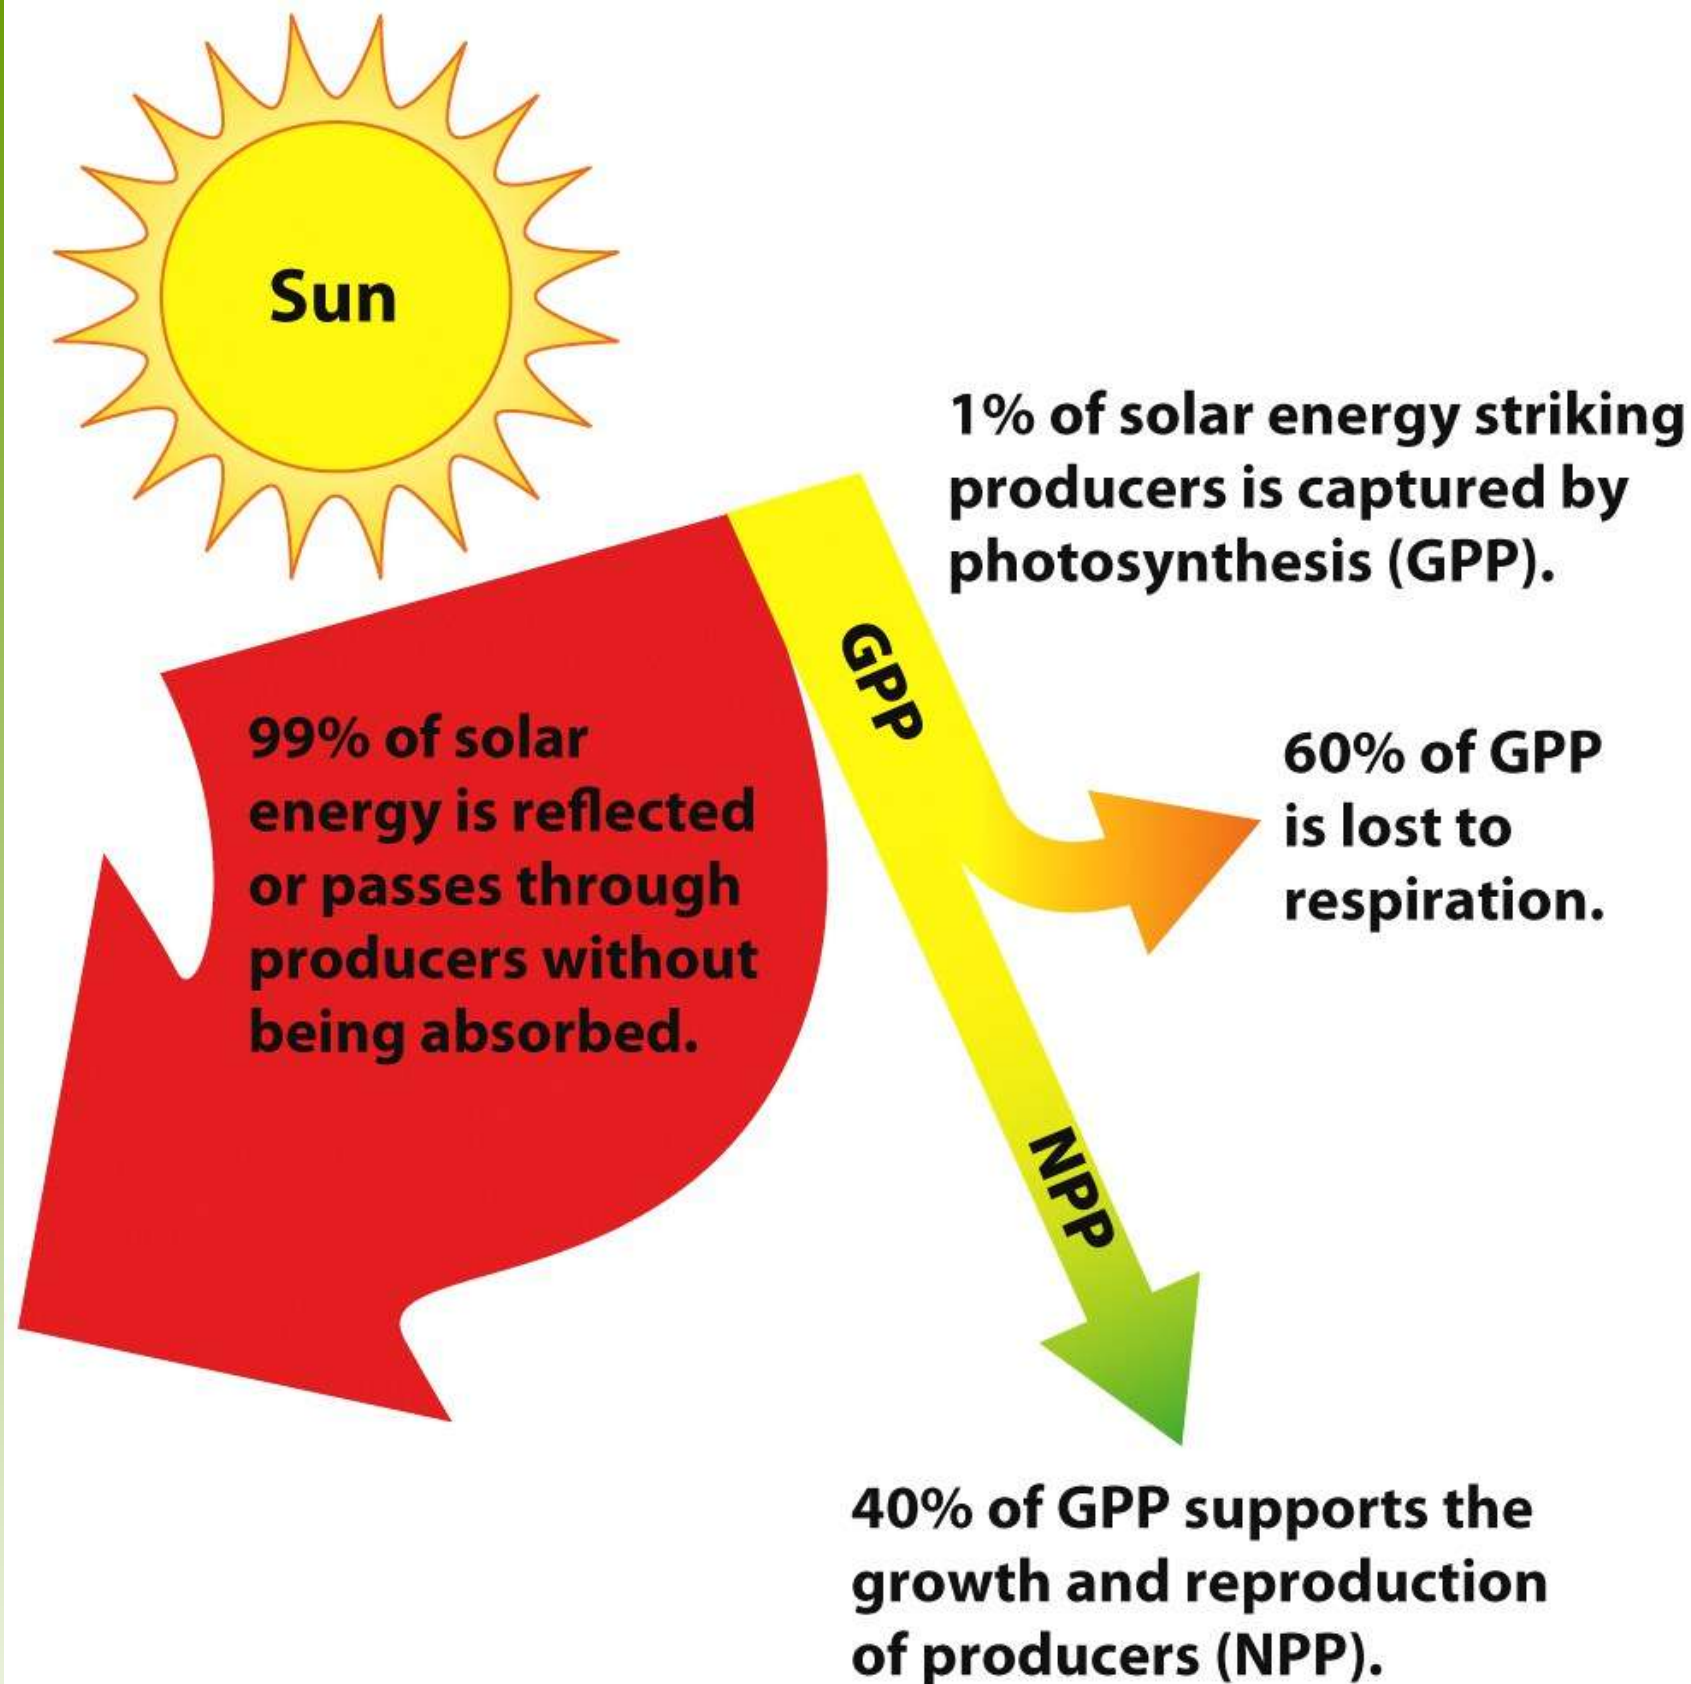 Sun
1% of solar energy striking
producers is captured by
photosynthesis (GPP).
GPP
99% of solar
energy is reflected
or passes through
producers without
being absorbed.
60% of GPP
is lost to
respiration.
NPP
40% of GPP supports the
growth and reproduction
of producers (NPP).